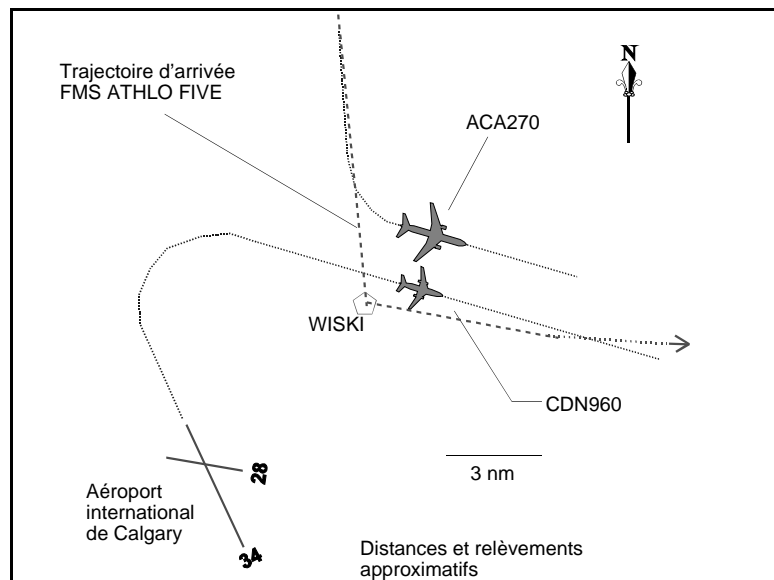 N
Trajectoire d'arrivée
FMS ATHLO FIVE
ACA270
WISKI
CDN960
3 nm
28
Aéroport
international
de Calgary
34
Distances et relèvements
approximatifs